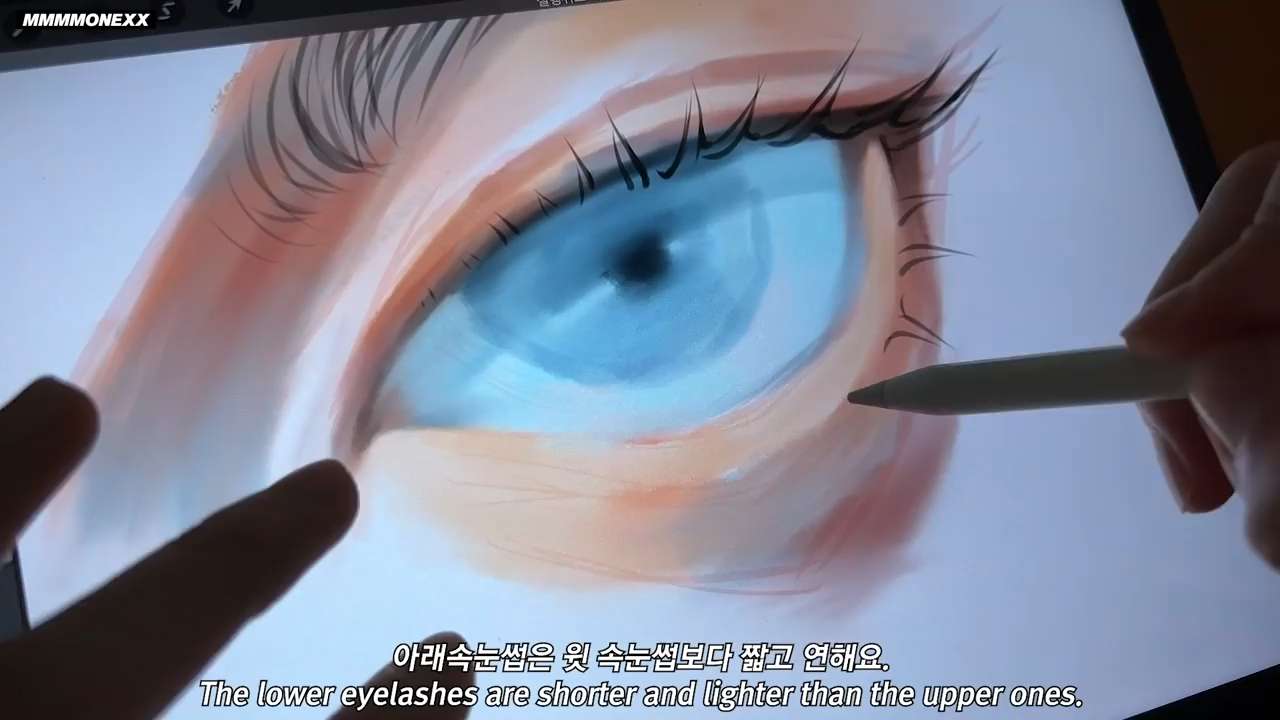 MMMMONEXX
아래속눈썹은 윗 속눈썹보다 짧고 연해요.
The lower eyelashes are shorter and lighter than the upper ones.